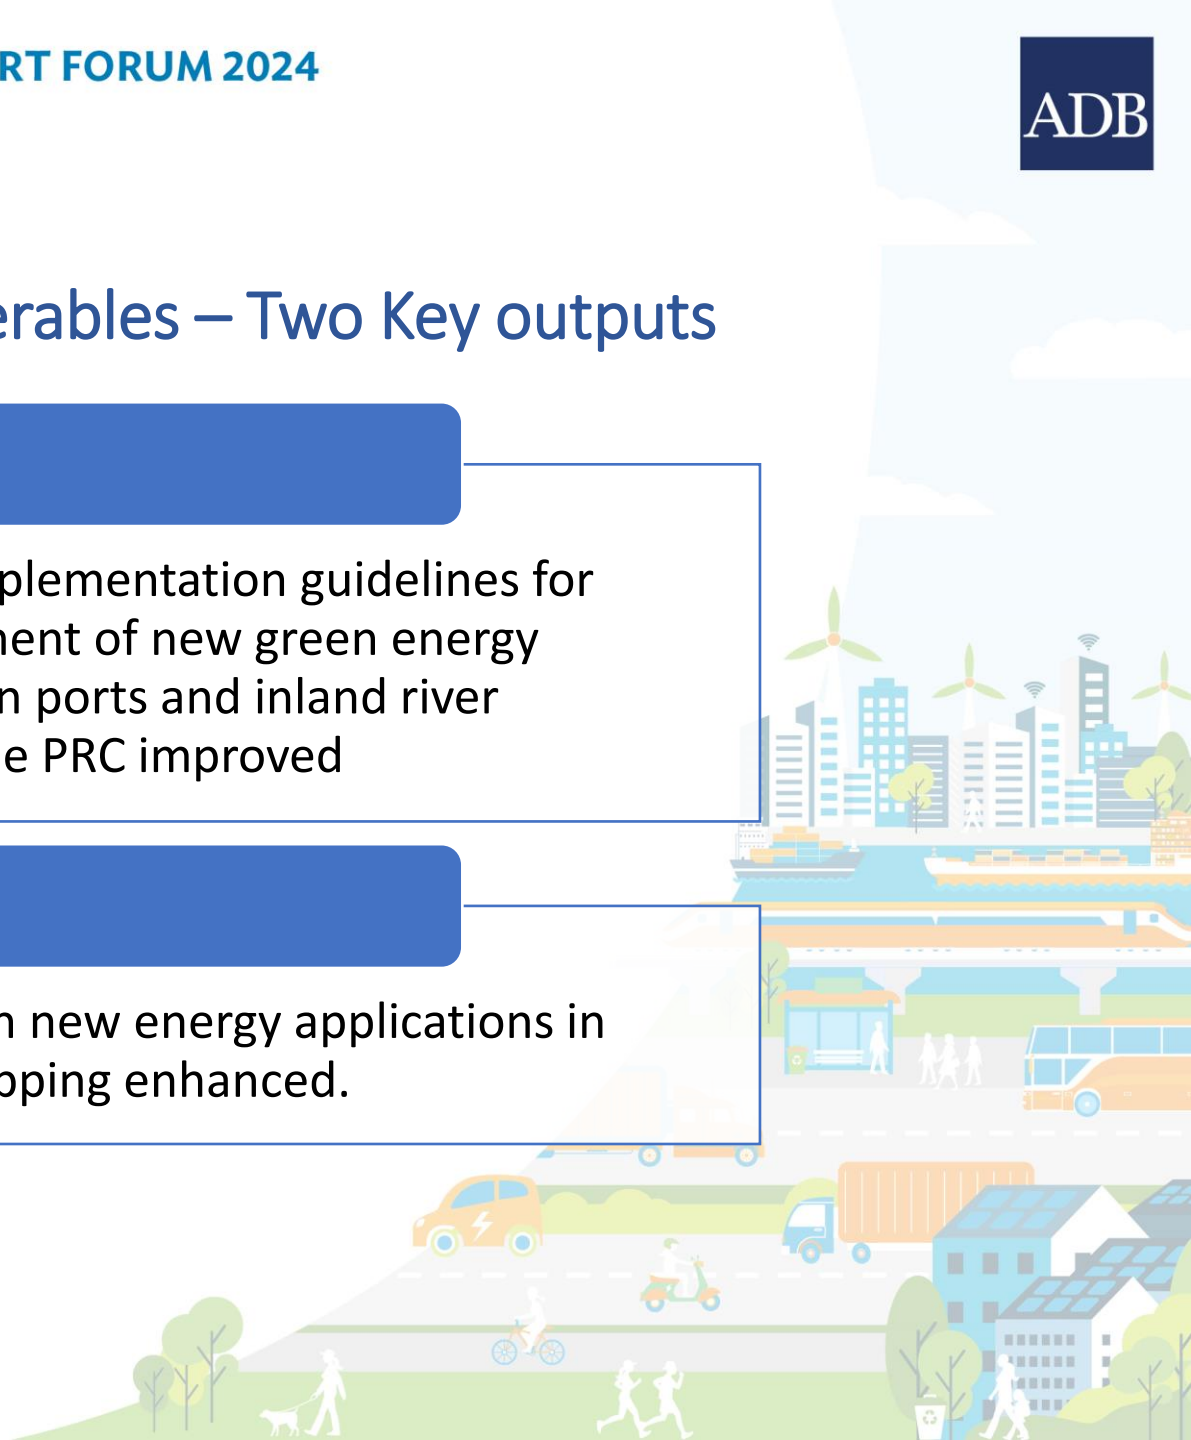 RT FORUM 2024
ADB
erables – Two Key outputs
plementation guidelines for
ent of new green energy
n ports and inland river
e PRC improved
n new energy applications in
pping enhanced.